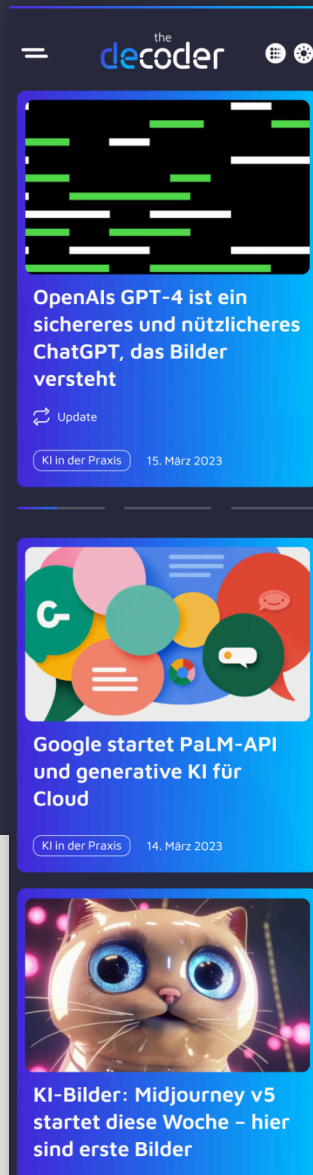 the
decoder
OpenAIs GPT-4 ist ein
sichereres und nützlicheres
ChatGPT, das Bilder
versteht
Update
KI in der Praxis 15. März 2023
Google startet PaLM-API
und generative KI für
Cloud
KI in der Praxis 14. März 2023
KI-Bilder: Midjourney v5
startet diese Woche – hier
sind erste Bilder